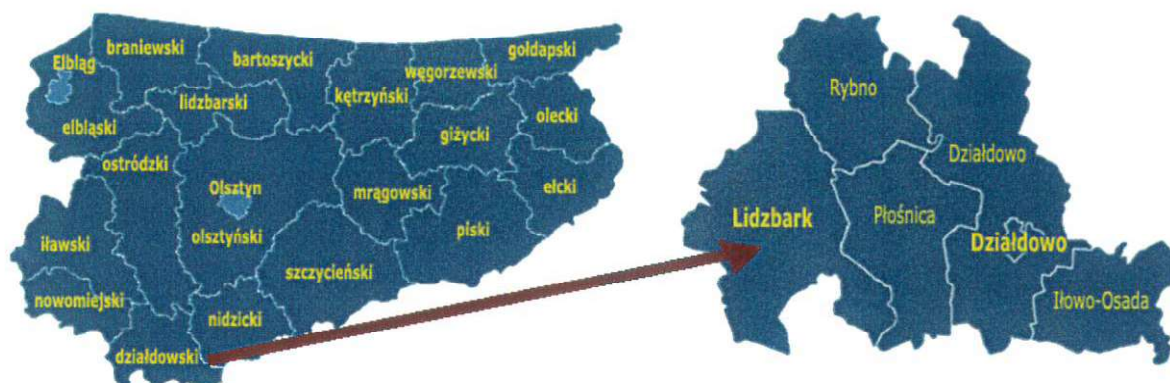 braniewski
Elbląg
bartoszycki
gołdapski
węgorzewski
lidzbarski
kętrzyński
elbląski
olecki
giżycki
ostródzki
Olsztyn
mrągowski
ełcki
olsztyński
piski
iławski
szczycieński
nowomiejski
nidzicki
działdowski
Rybno
Działdowo
Lidzbark
Płośnica
Działdowo
Iłowo-Osada